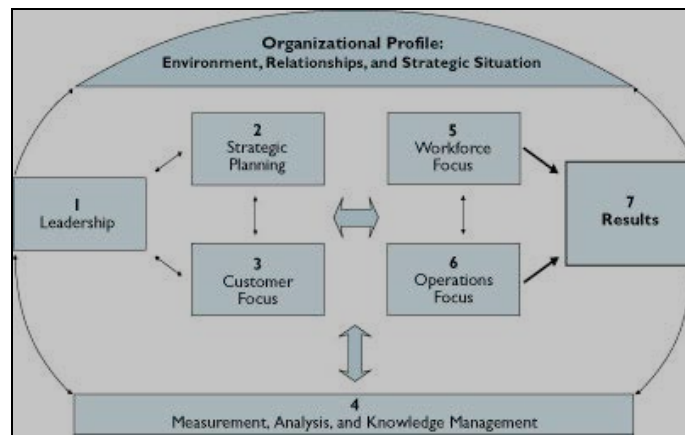 Organizational Profile:
Environment, Relationships, and Strategic Situation
2
Strategic
Planning
5
Workforce
Focus
1
Leadership
7
Results
3
Customer
Focus
6
Operations
Focus
4
Measurement, Analysis, and Knowledge Management